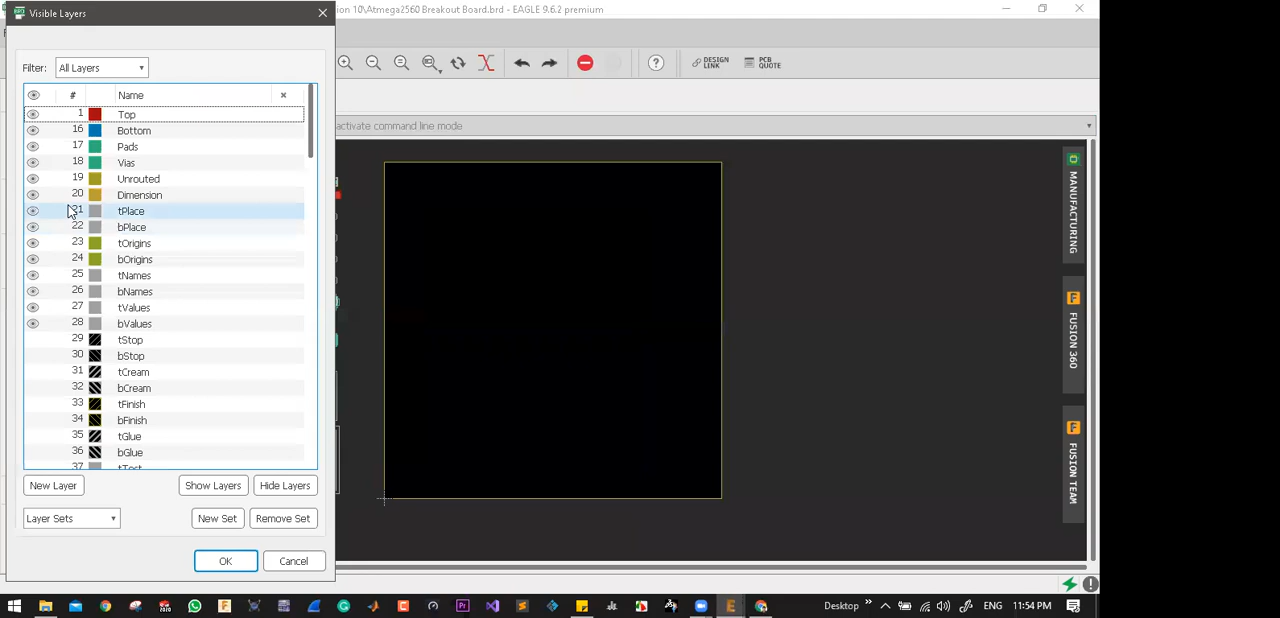 Visible Layers
ion 10\Atmega2560 Breakout Board.brd - EAGLE 9.6.2 premium
Filter: All Layers
DESIGN LINK
PCB QUOTE
# Name
activate command line mode
1 Top
16 Bottom
17 Pads
18 Vias
19 Unrouted
20 Dimension
21 tPlace
22 bPlace
23 tOrigins
24 bOrigins
25 tNames
26 bNames
27 tValues
28 bValues
29 tStop
30 bStop
31 tCream
32 bCream
33 tFinish
34 bFinish
35 tGlue
36 bGlue
37 tTest
MANUFACTURING
FUSION 360
FUSION TEAM
New Layer Show Layers Hide Layers
Layer Sets New Set Remove Set
OK Cancel
Desktop ENG 11:54 PM